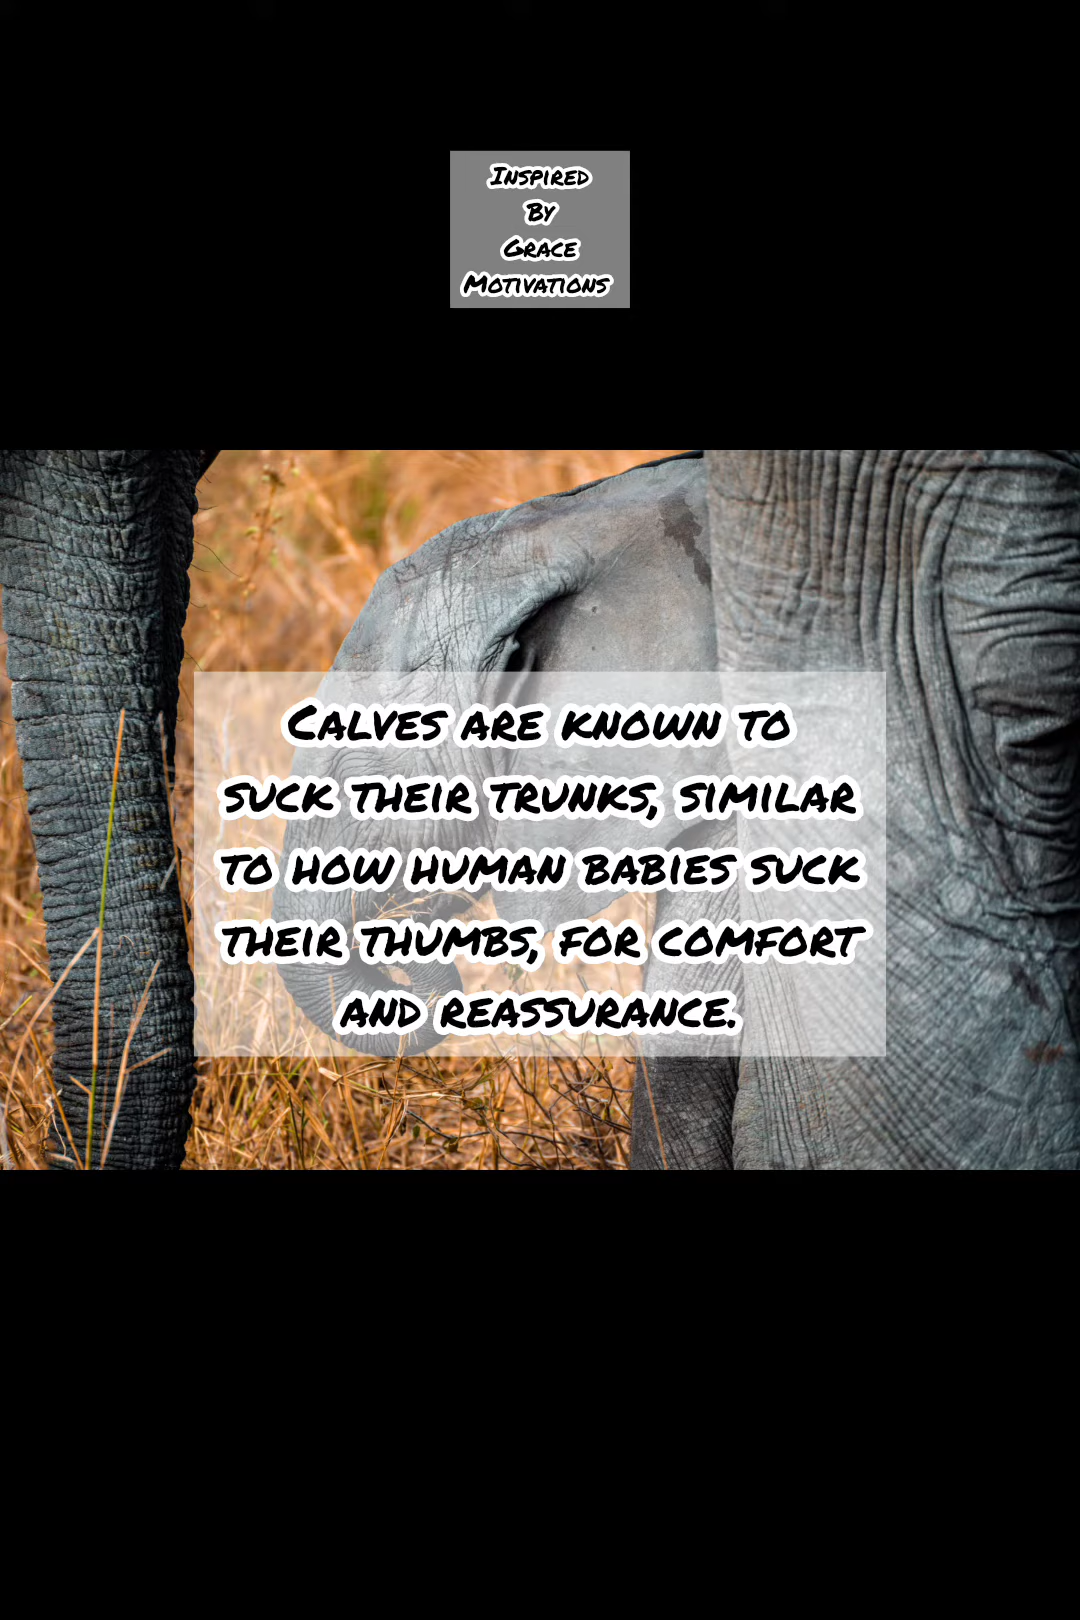 Inspired
By
Grace
Motivations
Calves are known to
suck their trunks, similar
to how human babies suck
their thumbs, for comfort
and reassurance.